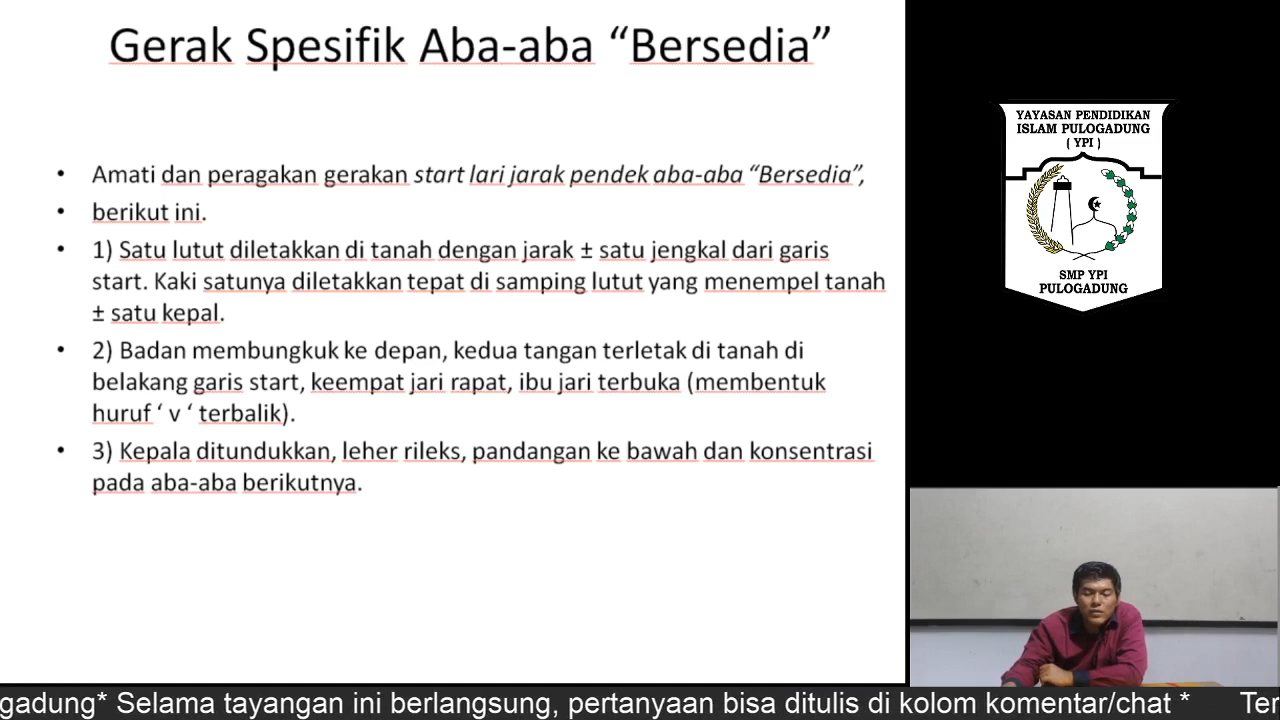 Gerak Spesifik Aba-aba “Bersedia”
• Amati dan peragakan gerakan start lari jarak pendek aba-aba “Bersedia”,
• berikut ini.
• 1) Satu lutut diletakkan di tanah dengan jarak ± satu jengkal dari garis
start. Kaki satunya diletakkan tepat di samping lutut yang menempel tanah
± satu kepal.
• 2) Badan membungkuk ke depan, kedua tangan terletak di tanah di
belakang garis start, keempat jari rapat, ibu jari terbuka (membentuk
huruf ‘ v ‘ terbalik).
• 3) Kepala ditundukkan, leher rileks, pandangan ke bawah dan konsentrasi
pada aba-aba berikutnya.
YAYASAN PENDIDIKAN
ISLAM PULOGADUNG
( YPI )
SMP YPI
PULOGADUNG
gadung* Selama tayangan ini berlangsung, pertanyaan bisa ditulis di kolom komentar/chat * Ter